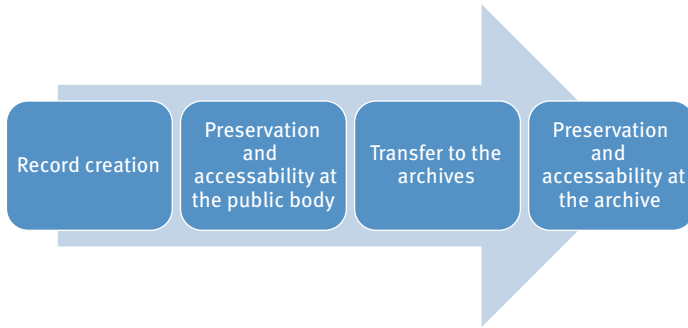 Record creation
Preservation
and
accessability at
the public body
Transfer to the
archives
Preservation
and
accessability at
the archive